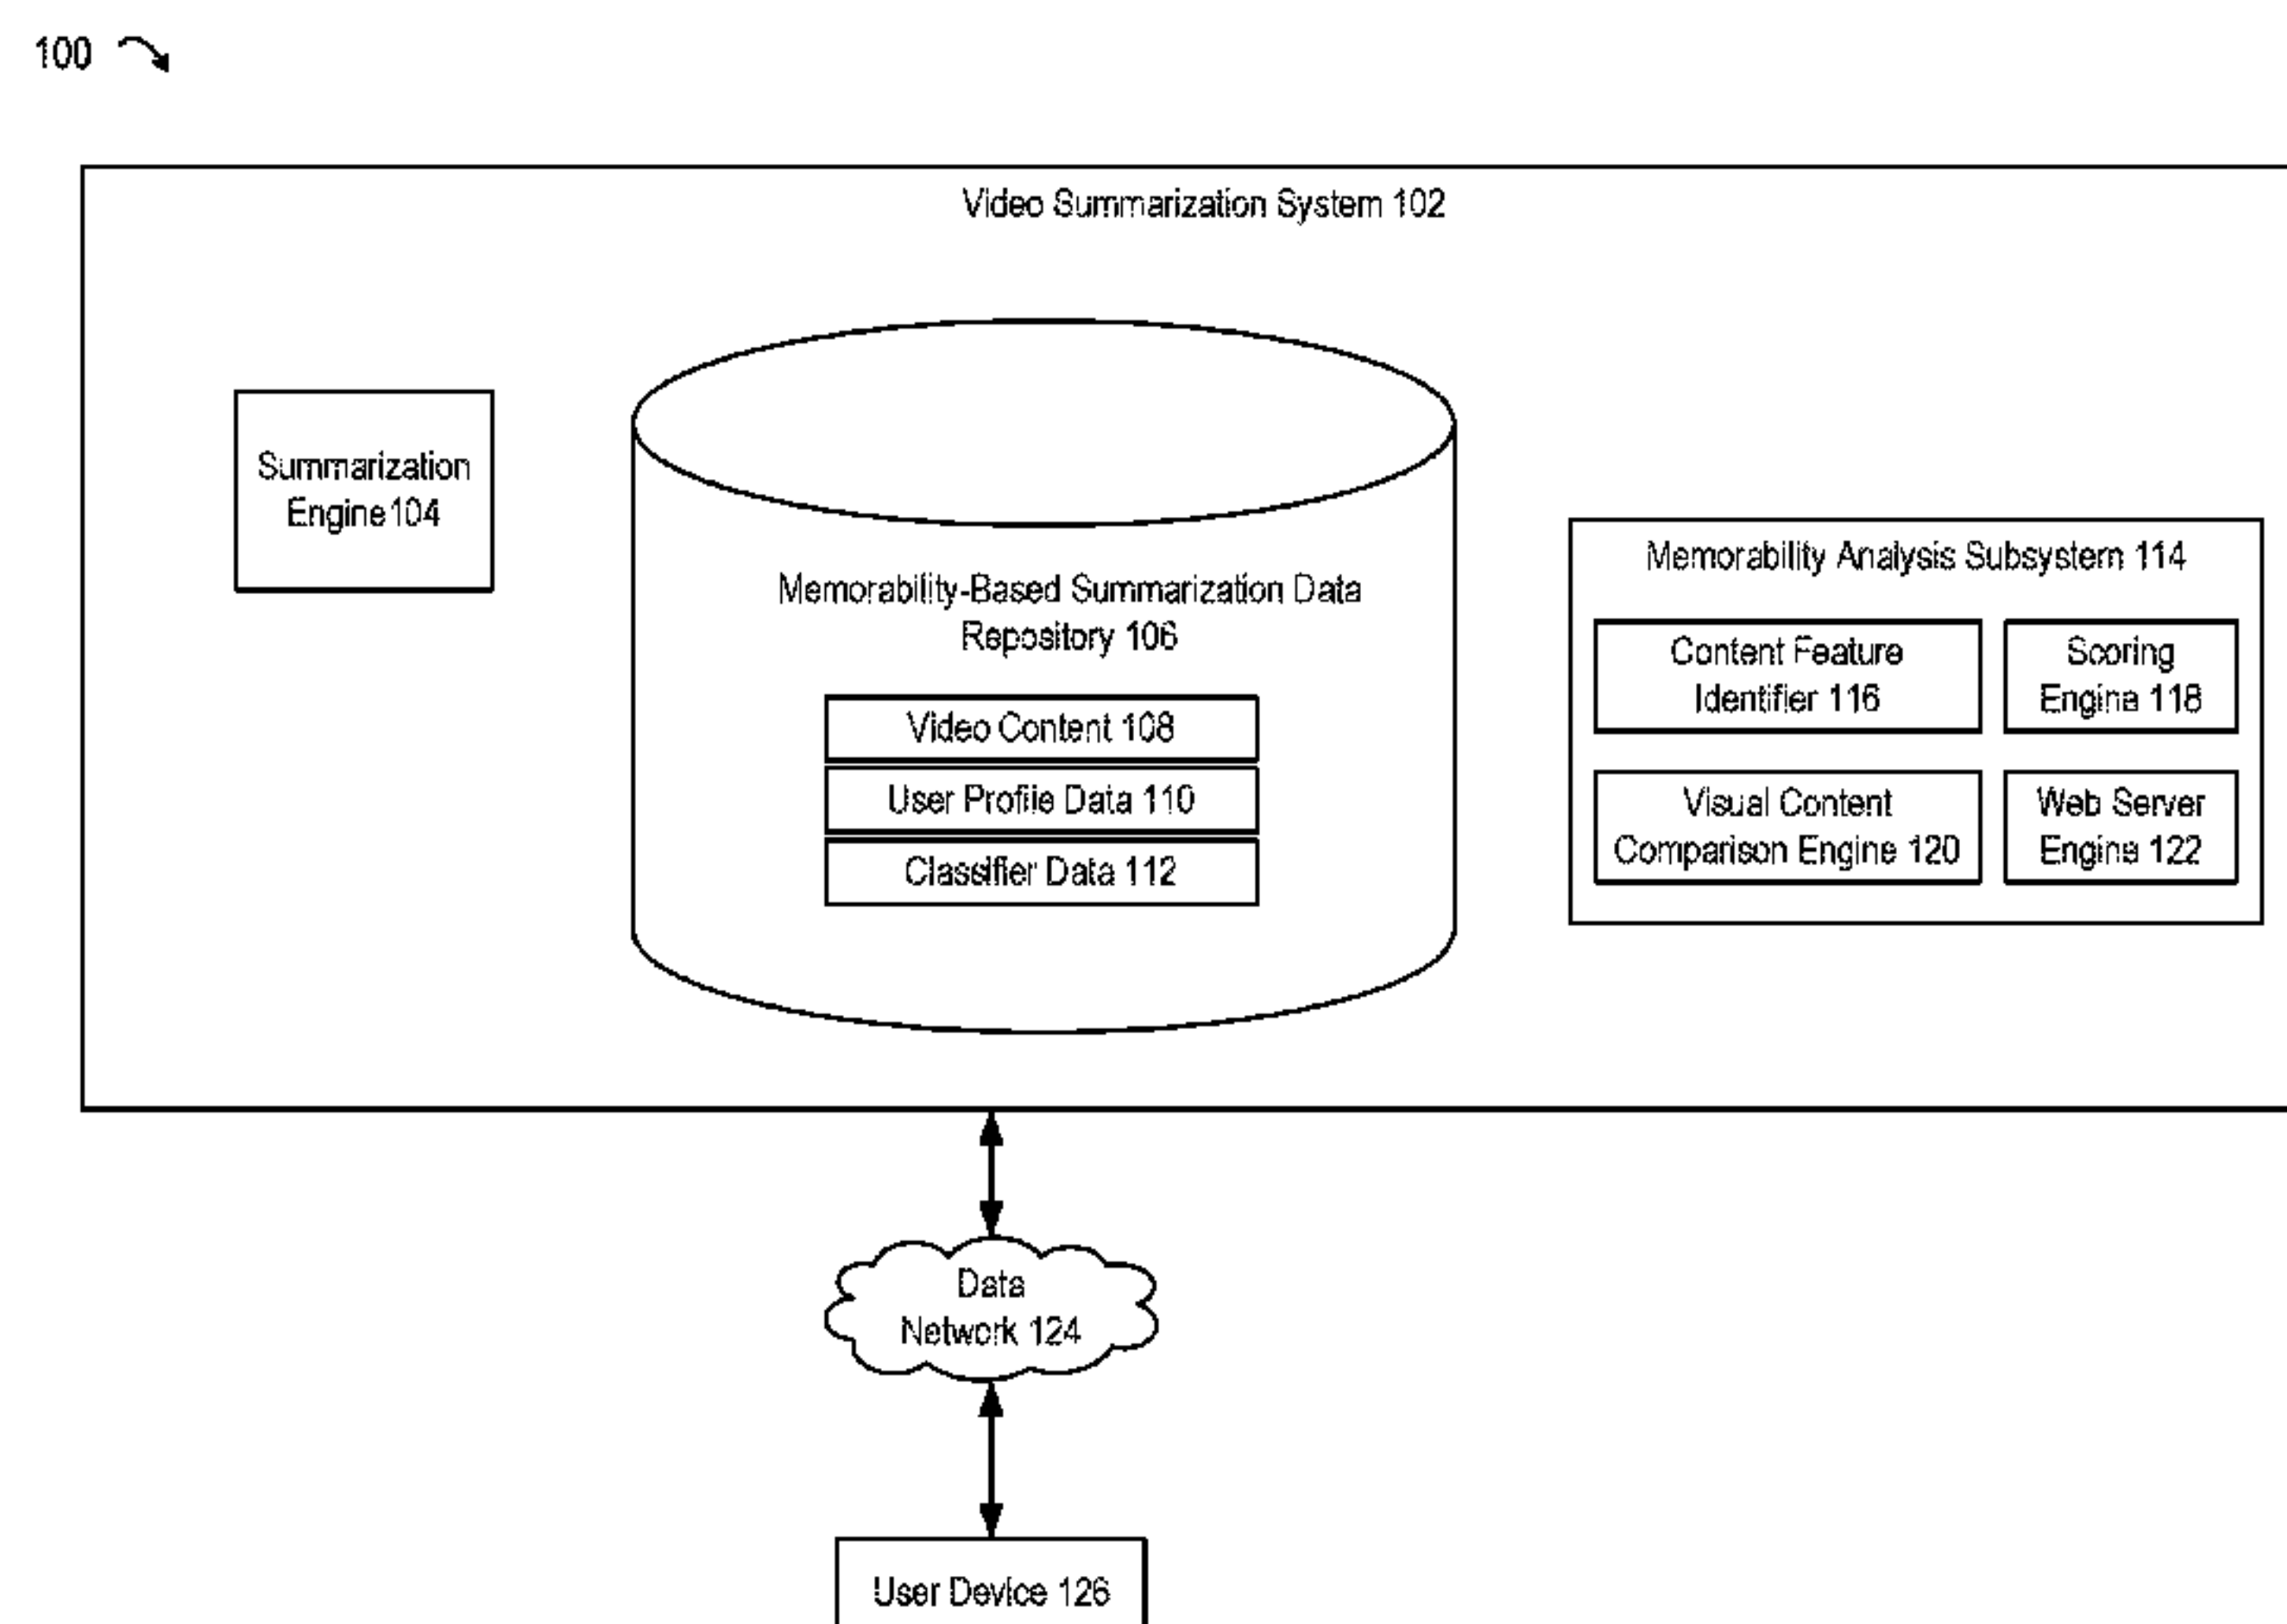 100
Video Summarization System 102
Summarization
Engine 104
Memorability-Based Summarization Data
Repository 106
Video Content 108
User Profile Data 110
Classifier Data 112
Memorability Analysis Subsystem 114
Content Feature
Identifier 116
Scoring
Engine 118
Visual Content
Comparison Engine 120
Web Server
Engine 122
Data
Network 124
User Device 126